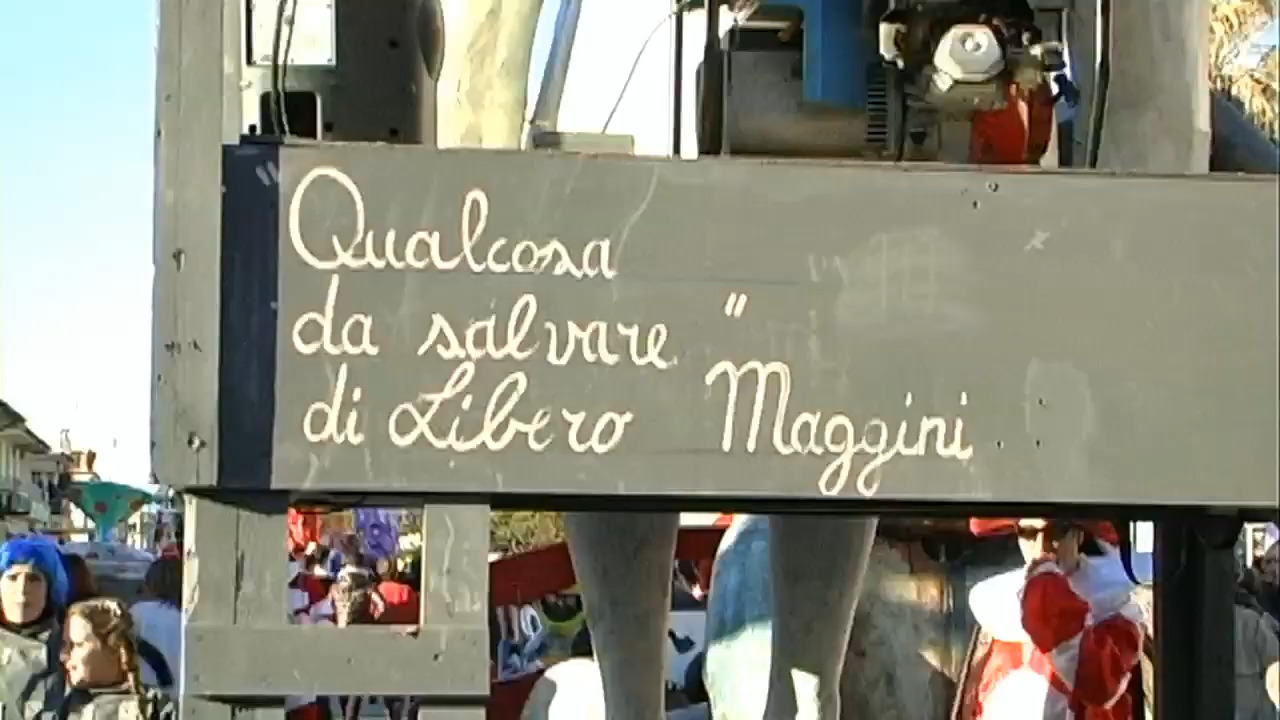 "Qualcosa
da salvare "
di Libero Maggini